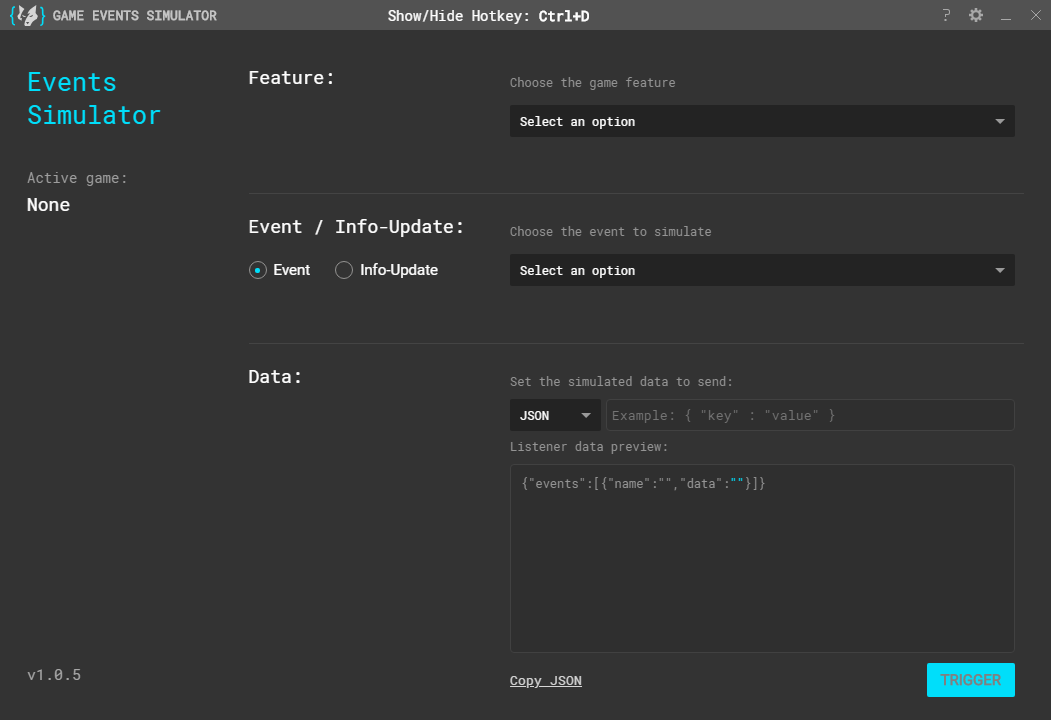 GAME EVENTS SIMULATOR
Show/Hide Hotkey: Ctrl+D
?
Events
Simulator
Active game:
None
Feature:
Choose the game feature
Select an option
Event / Info-Update:
Event
Info-Update
Choose the event to simulate
Select an option
Data:
Set the simulated data to send:
JSON
Example: { "key" : "value" }
Listener data preview:
{"events":[{"name":"","data":""}]}
v1.0.5
Copy JSON
TRIGGER